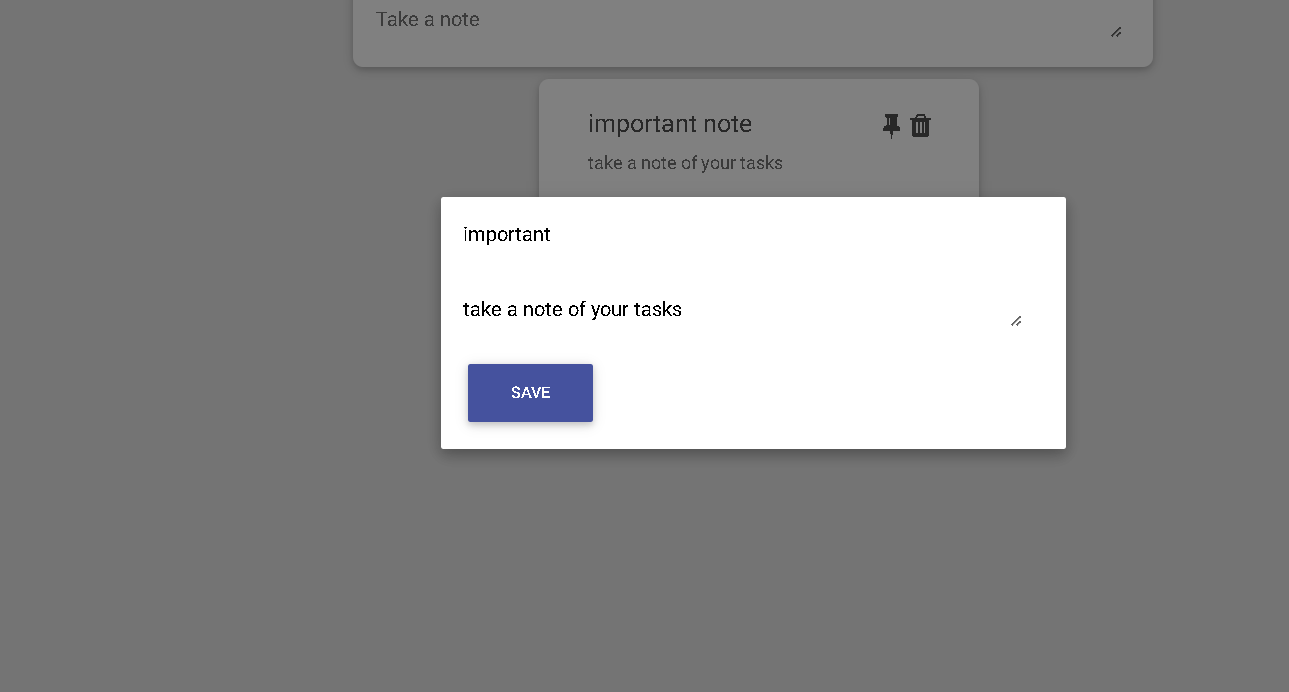 Take a note
important note
take a note of your tasks
important
take a note of your tasks
SAVE